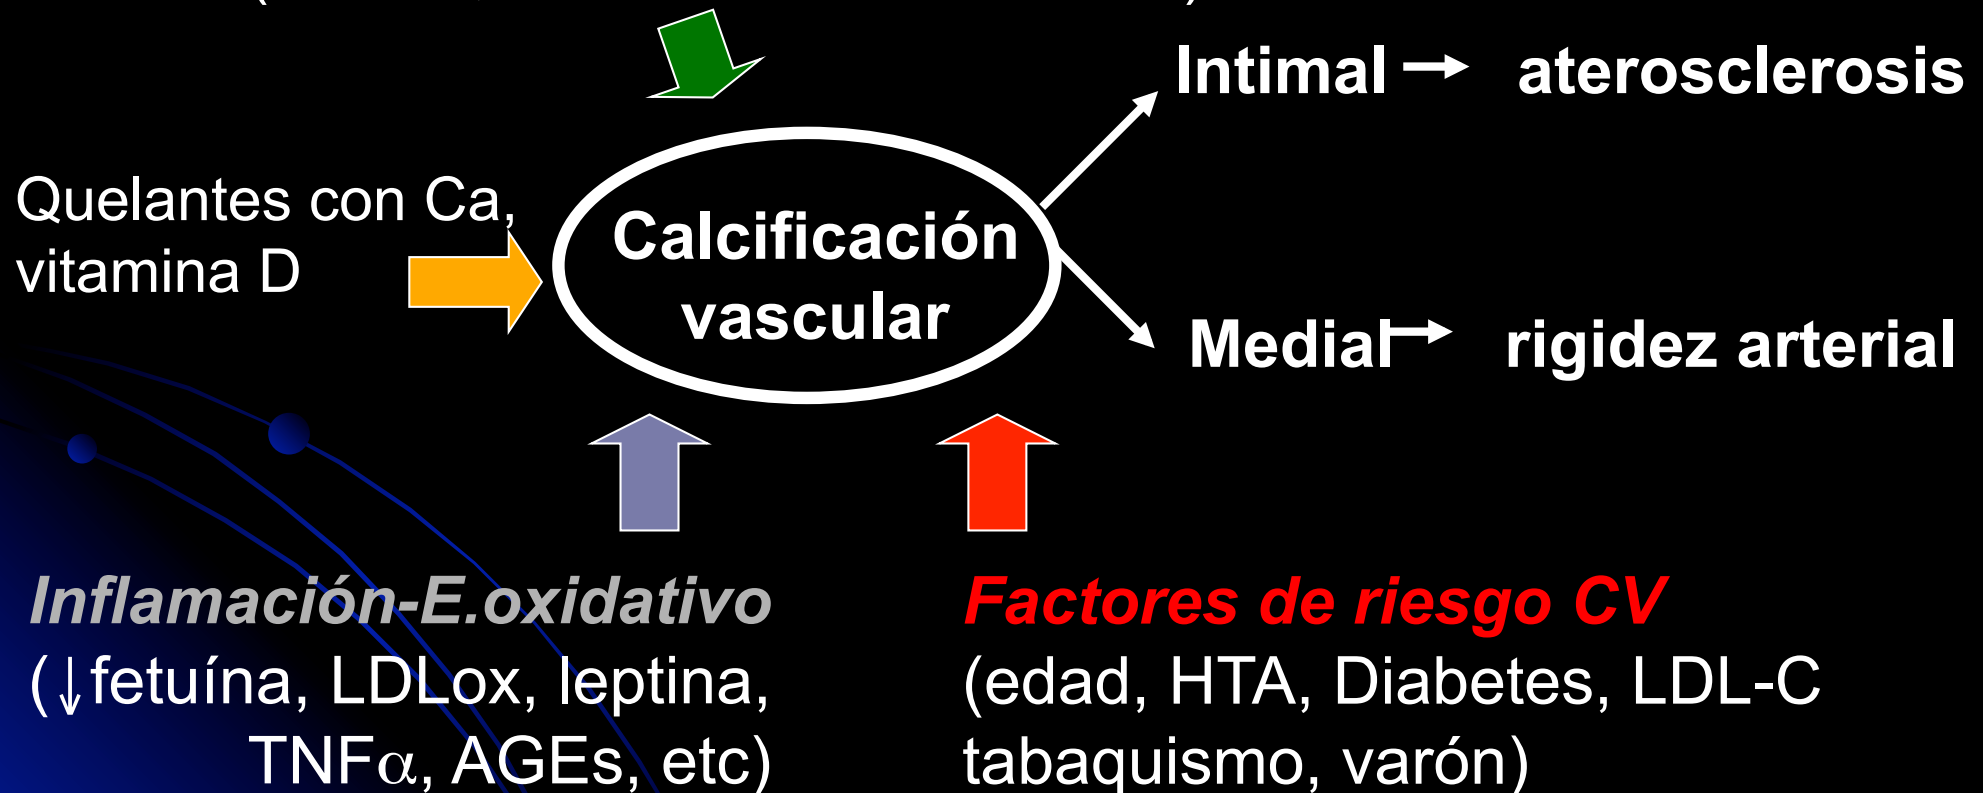 Intimal → aterosclerosis
Quelantes con Ca,
vitamina D
Calcificación
vascular
Medial → rigidez arterial
Inflamación-E.oxidativo
(↓fetuína, LDLox, leptina,
TNFα, AGEs, etc)
Factores de riesgo CV
(edad, HTA, Diabetes, LDL-C
tabaquismo, varón)